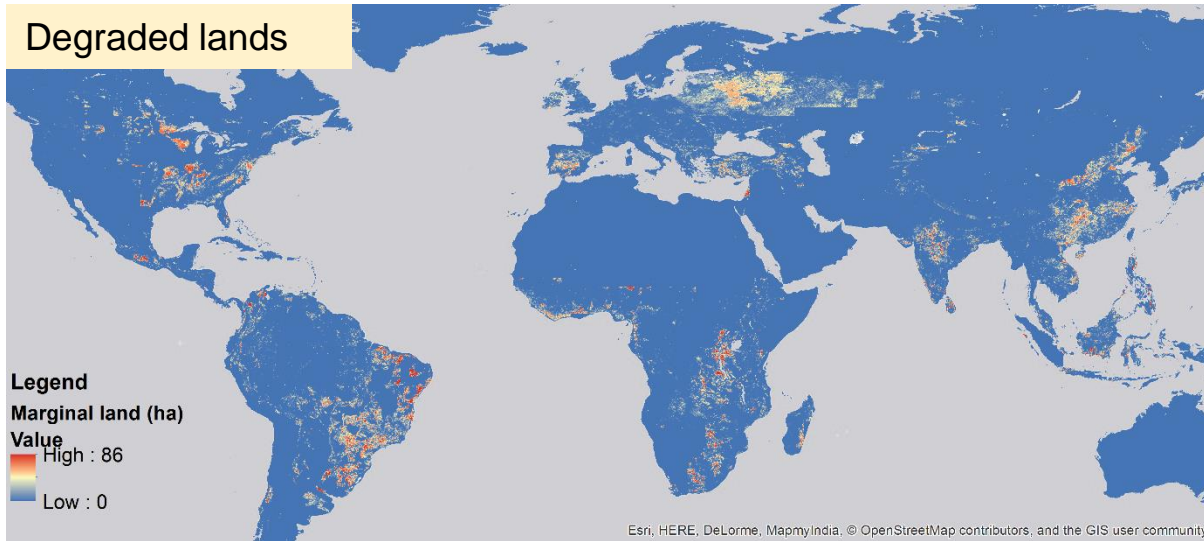 Degraded lands
Legend
Marginal land (ha)
Value
High : 86
Low : 0
Esri, HERE, DeLorme, MapmyIndia, © OpenStreetMap contributors, and the GIS user community